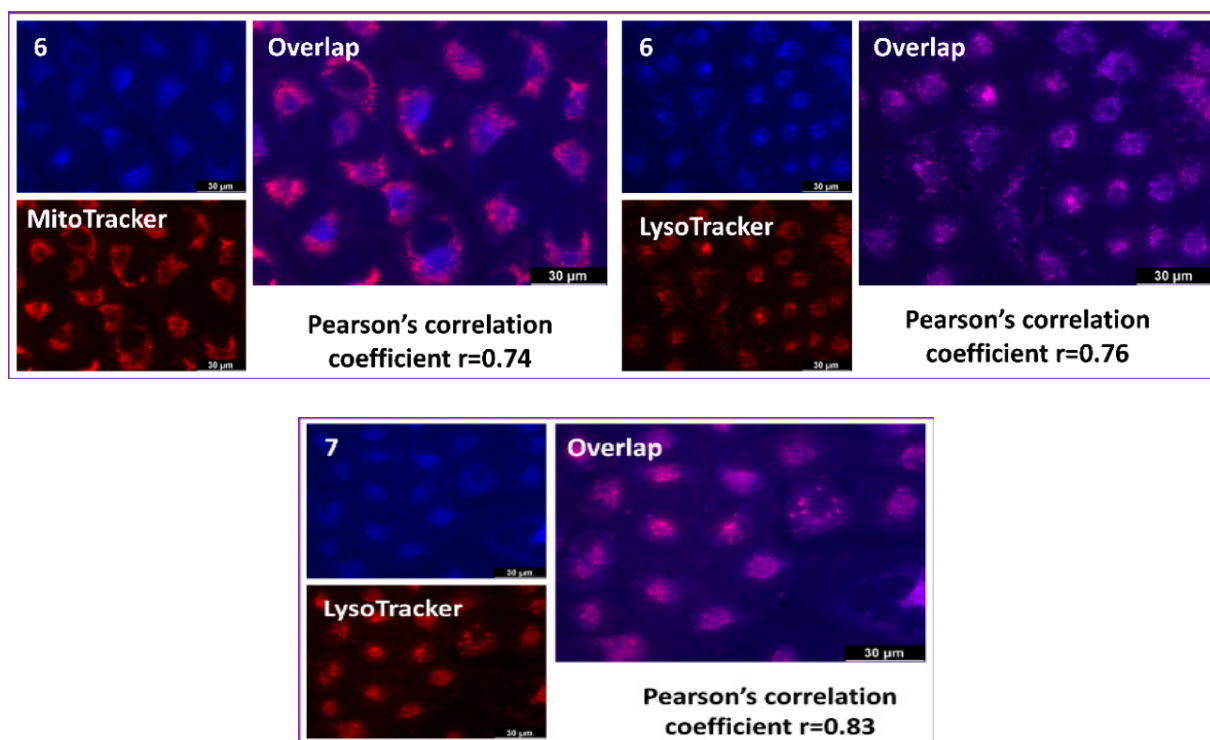 6
Overlap
30 µm
MitoTracker
30 µm
30 µm
Pearson's correlation
coefficient r=0.74
6
Overlap
30 µm
LysoTracker
30 µm
30 µm
Pearson's correlation
coefficient r=0.76
7
Overlap
30 µm
LysoTracker
30 µm
30 µm
Pearson's correlation
coefficient r=0.83